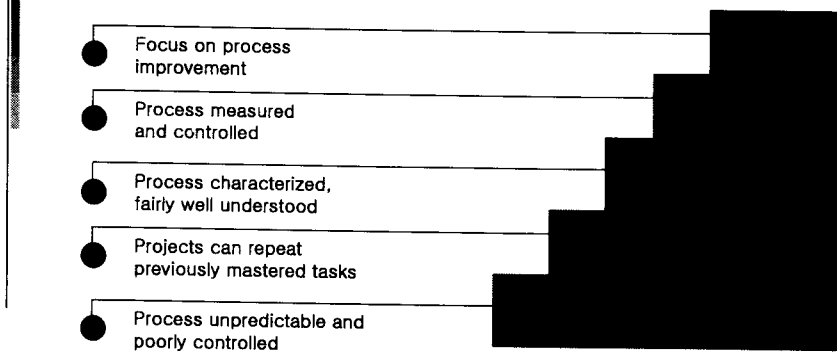 Focus on process
improvement
Process measured
and controlled
Process characterized,
fairly well understood
Projects can repeat
previously mastered tasks
Process unpredictable and
poorly controlled